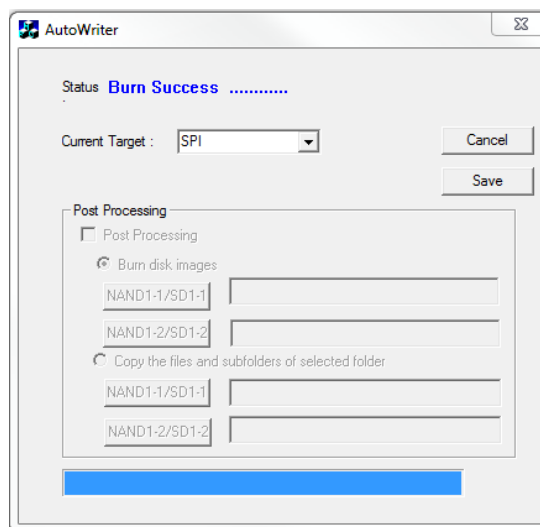 AutoWriter
Status Burn Success ............
:
Current Target : SPI
Cancel
Save
Post Processing
Post Processing
Burn disk images
NAND1-1/SD1-1
NAND1-2/SD1-2
Copy the files and subfolders of selected folder
NAND1-1/SD1-1
NAND1-2/SD1-2